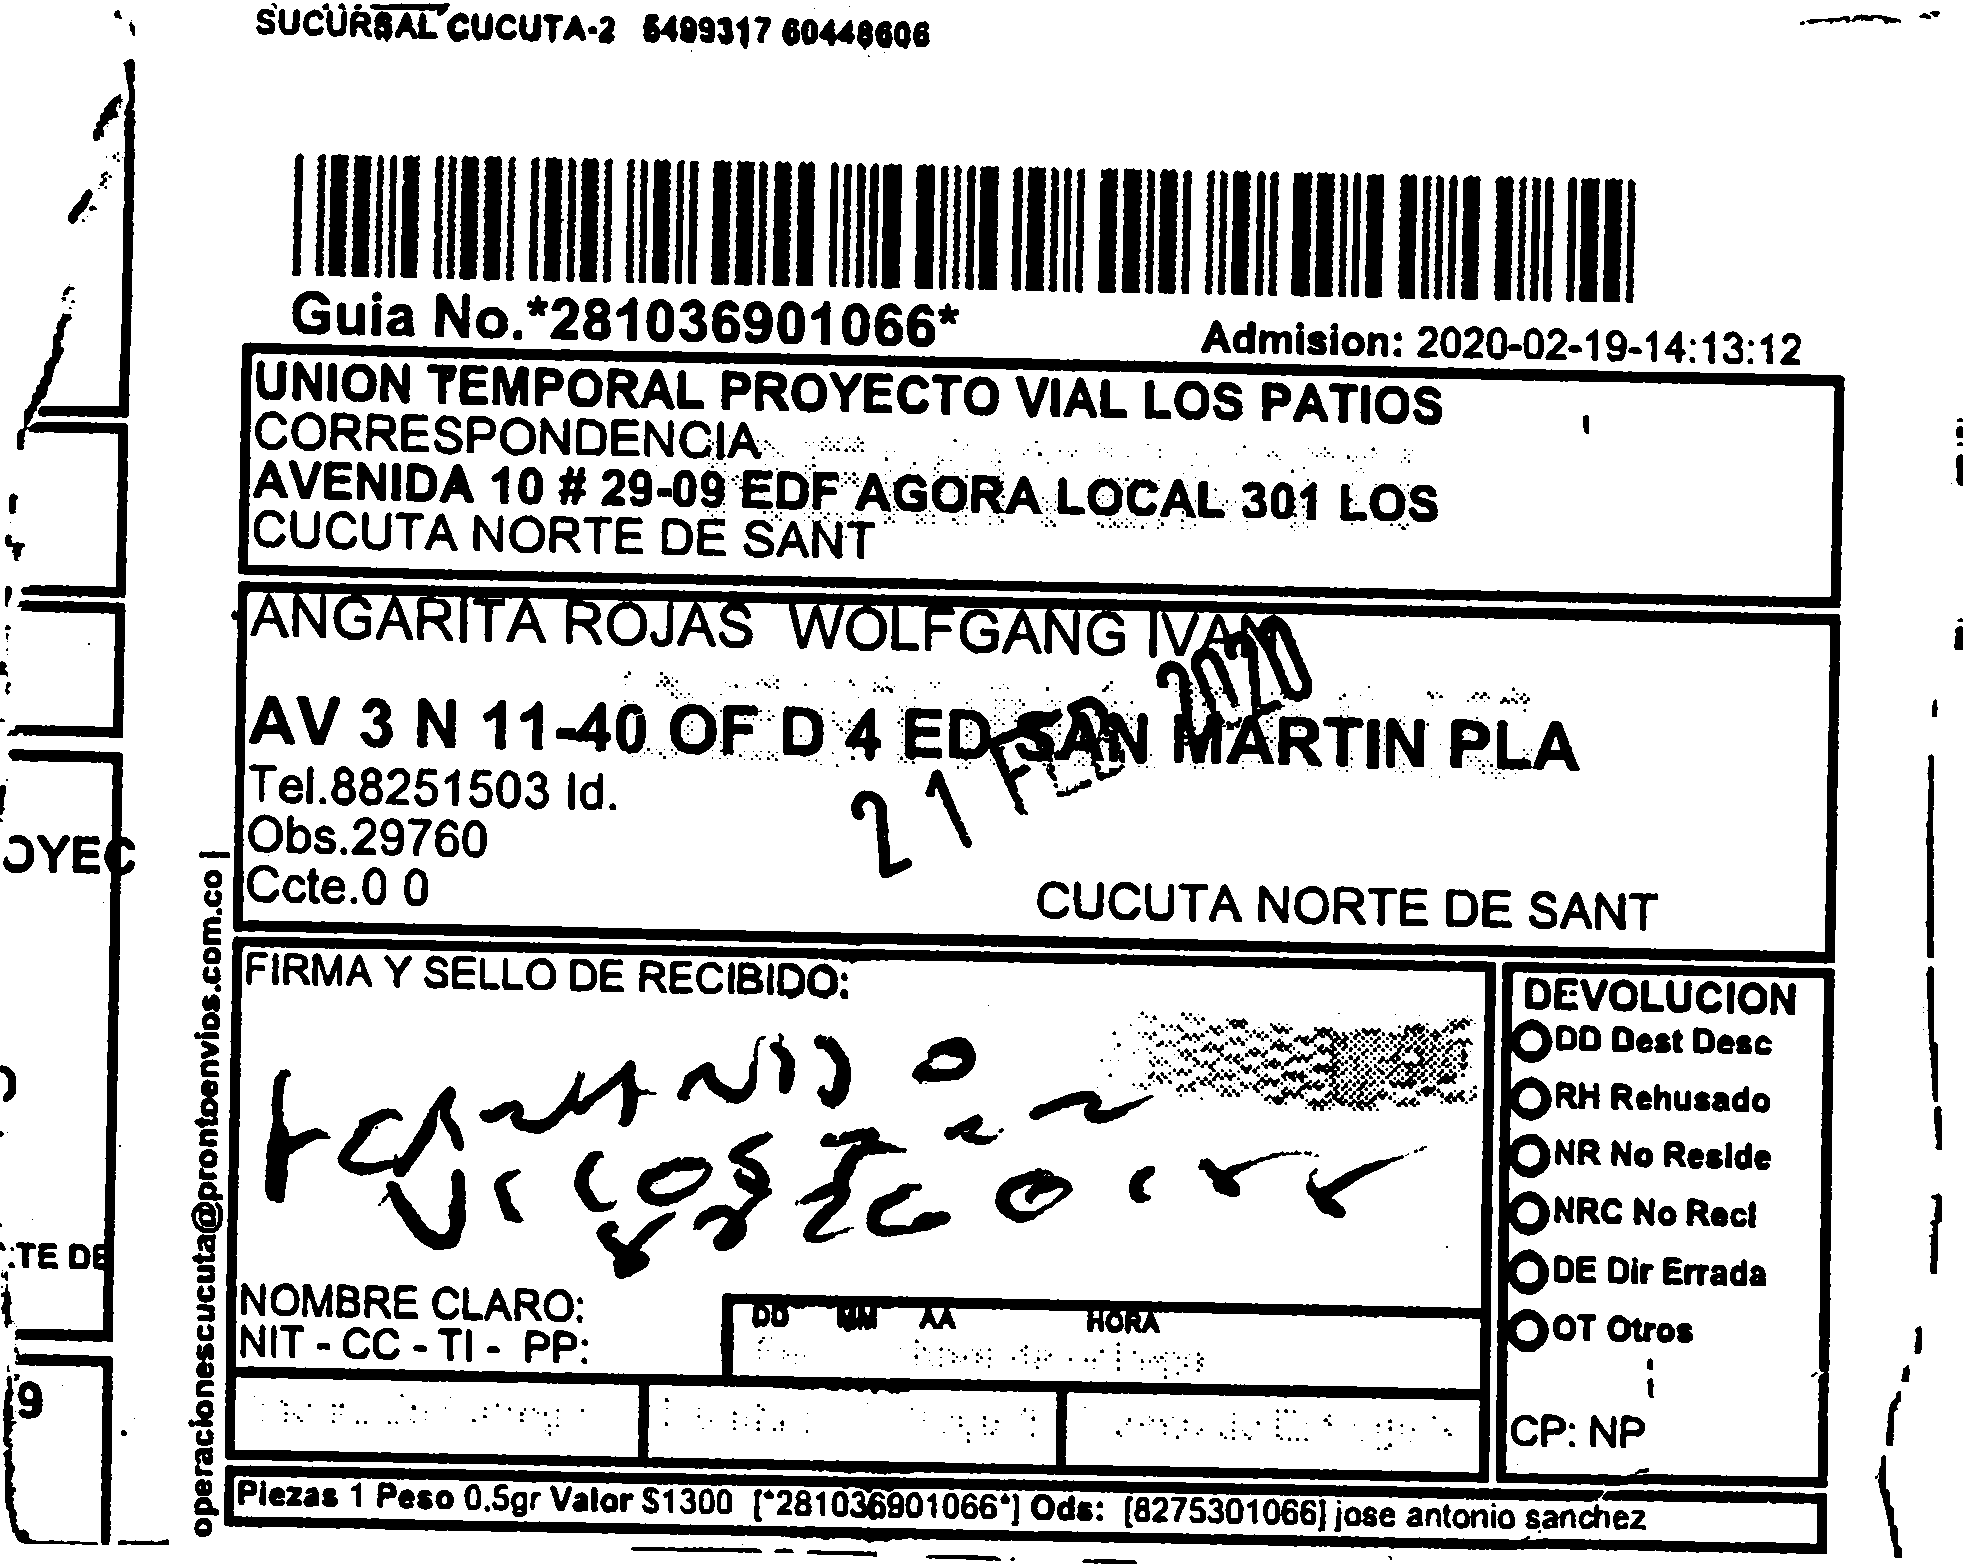 SUCURSAL CUCUTA-2 5499317 60448606
Guia No.*281036901066*
Admision: 2020-02-19-14:13:12
UNION TEMPORAL PROYECTO VIAL LOS PATIOS
CORRESPONDENCIA
AVENIDA 10 # 29-09 EDF AGORA LOCAL 301 LOS
CUCUTA NORTE DE SANT
ANGARITA ROJAS WOLFGANG IVAN
AV 3 N 11-40 OF D 4 ED SAN MARTIN PLA
21 FEB 2020
Tel.88251503 Id.
Obs.29760
Ccte.0 0
CUCUTA NORTE DE SANT
FIRMA Y SELLO DE RECIBIDO:
NOMBRE CLARO:
NIT - CC - TI - PP:
DD MM AA HORA
DEVOLUCION
DD Dest Desc
RH Rehusado
NR No Reside
NRC No Recl
DE Dir Errada
OT Otros
CP: NP
Piezas 1 Peso 0.5gr Valor $1300 [*281036901066*] Ods: [8275301066] jose antonio sanchez
operacionescucuta@prontoenvios.com.co |
OYEC
TE DE
9